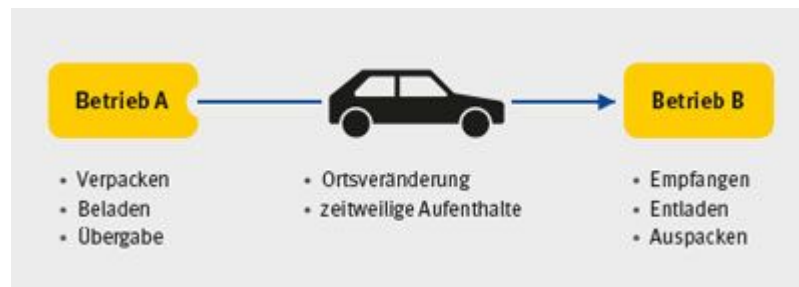 Betrieb A
Betrieb B
• Verpacken
• Beladen
• Übergabe
• Ortsveränderung
• zeitweilige Aufenthalte
• Empfangen
• Entladen
• Auspacken